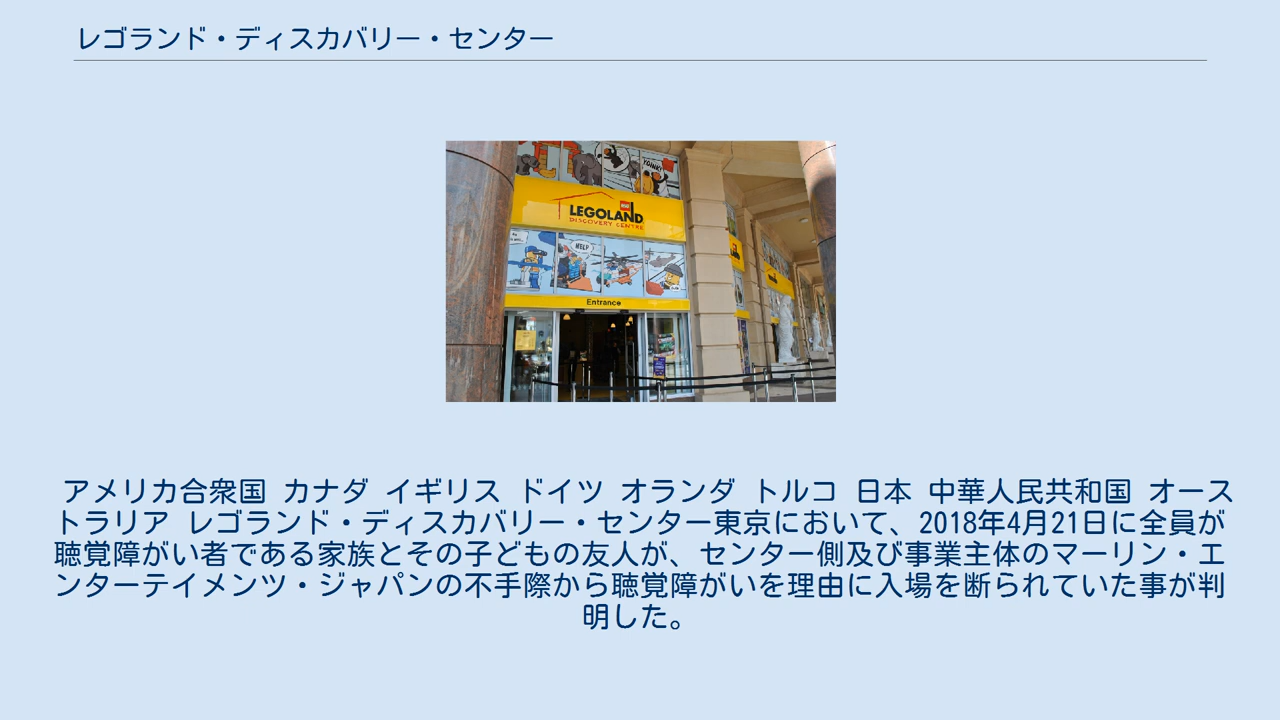 レゴランド・ディスカバリー・センター
YOINK!
LEGO
LEGOLAND
DISCOVERY CENTRE
HELP
Entrance
アメリカ合衆国 カナダ イギリス ドイツ オランダ トルコ 日本 中華人民共和国 オース
トラリア レゴランド・ディスカバリー・センター東京において、2018年4月21日に全員が
聴覚障がい者である家族とその子どもの友人が、センター側及び事業主体のマーリン・エ
ンターテイメンツ・ジャパンの不手際から聴覚障がいを理由に入場を断られていた事が判
明した。